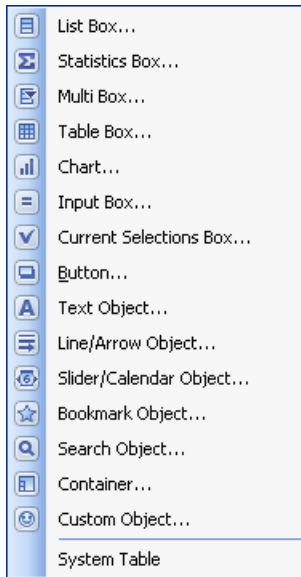 List Box...
Statistics Box...
Multi Box...
Table Box...
Chart...
Input Box...
Current Selections Box...
Button...
Text Object...
Line/Arrow Object...
Slider/Calendar Object...
Bookmark Object...
Search Object...
Container...
Custom Object...
System Table